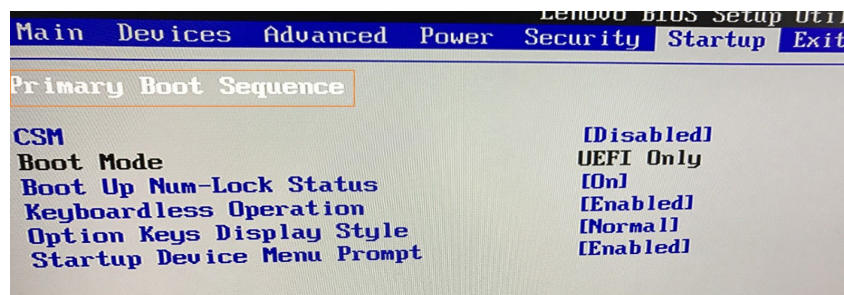 Lenovo BIOS Setup Util
Main Devices Advanced Power Security Startup Exit
Primary Boot Sequence
CSM [Disabled]
Boot Mode UEFI Only
Boot Up Num-Lock Status [On]
Keyboardless Operation [Enabled]
Option Keys Display Style [Normal]
Startup Device Menu Prompt [Enabled]